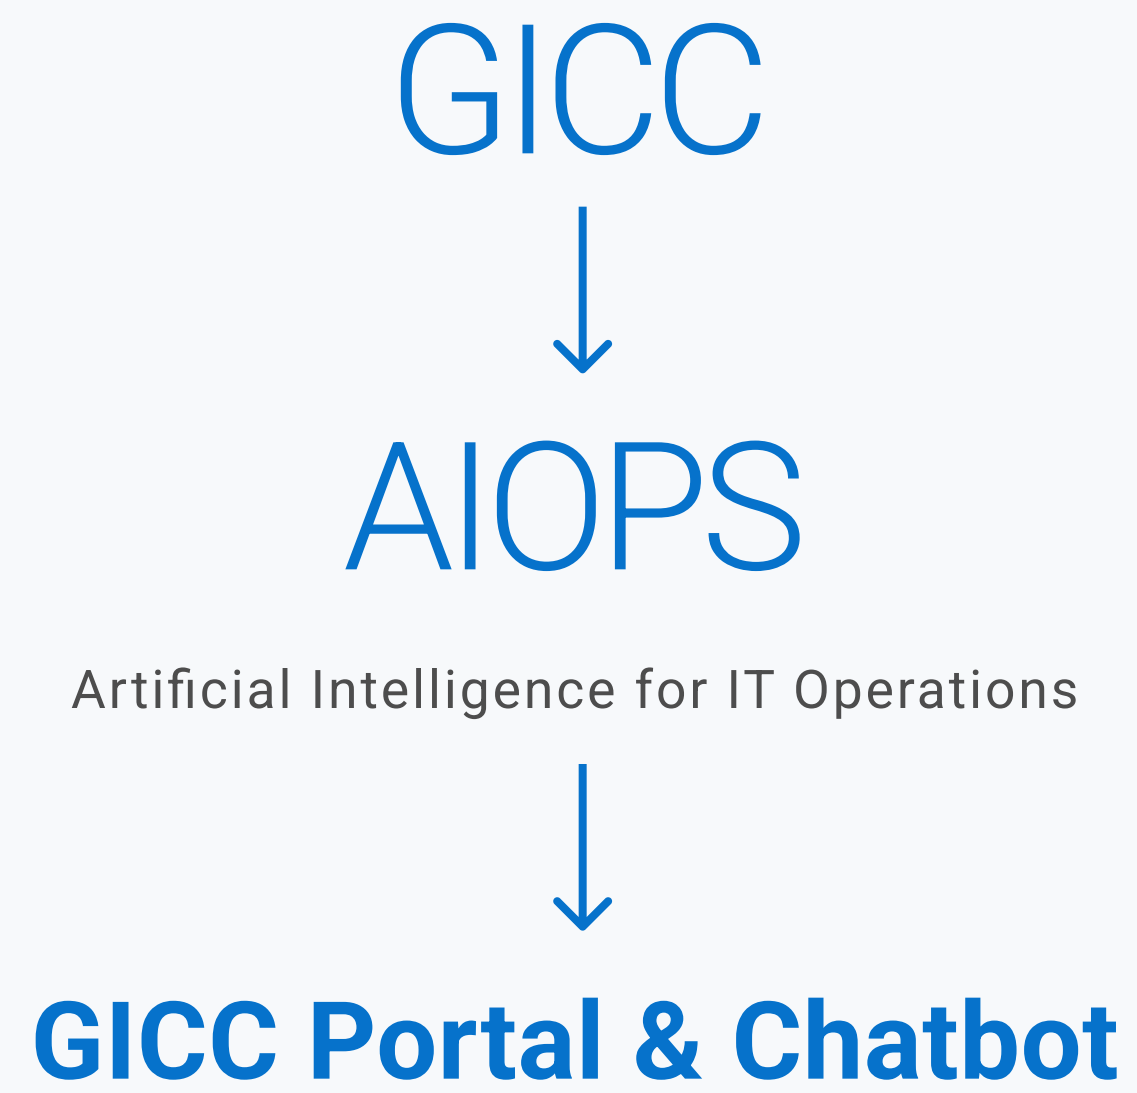 GICC
AIOPS
Artificial Intelligence for IT Operations
GICC Portal & Chatbot